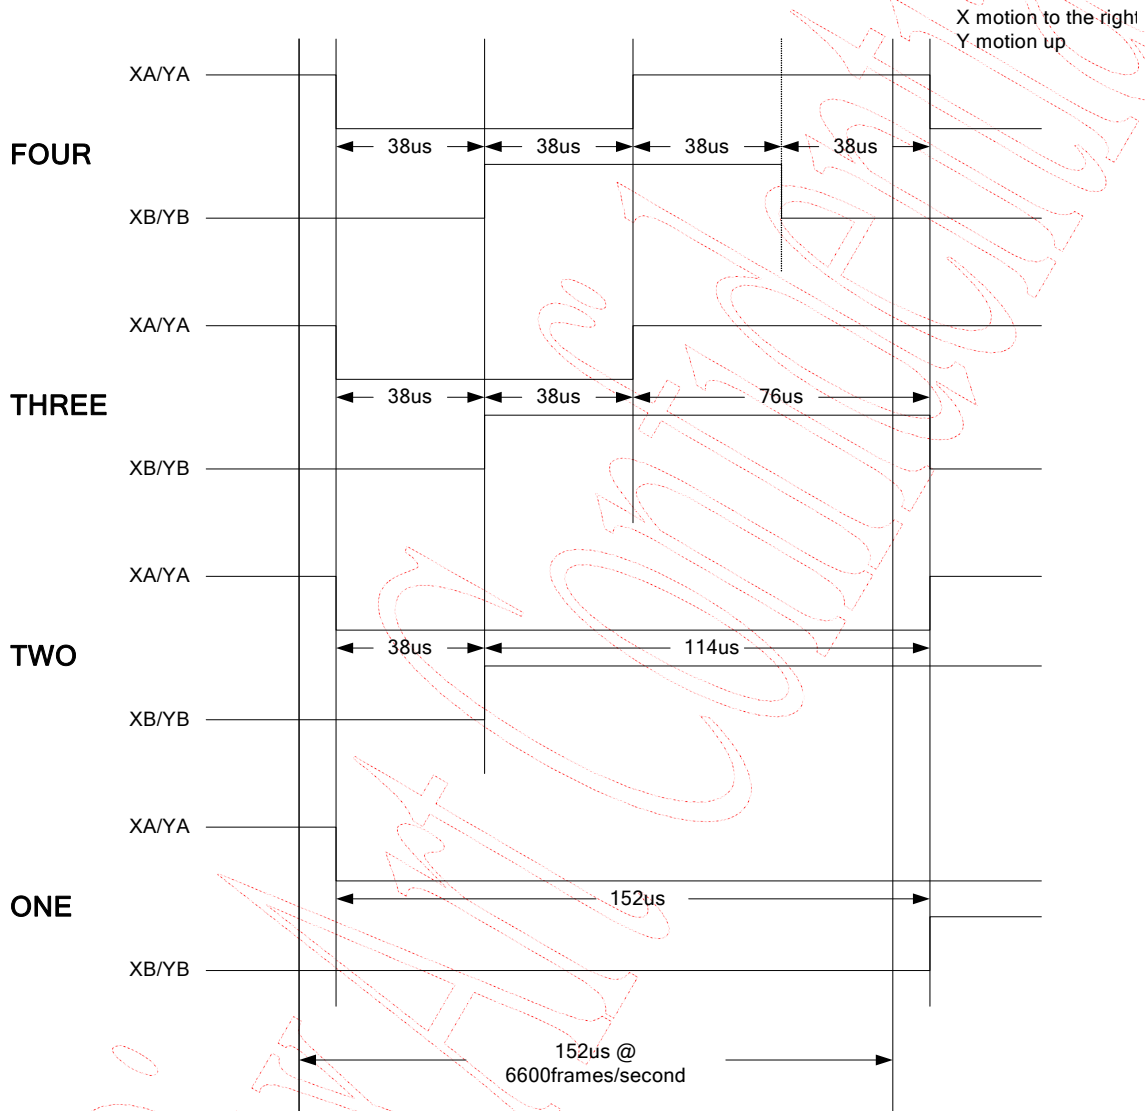 X motion to the right
Y motion up
XA/YA
38us 38us 38us 38us
FOUR
XB/YB
XA/YA
38us 38us 76us
THREE
XB/YB
XA/YA
38us 114us
TWO
XB/YB
XA/YA
152us
ONE
XB/YB
152us @
6600frames/second